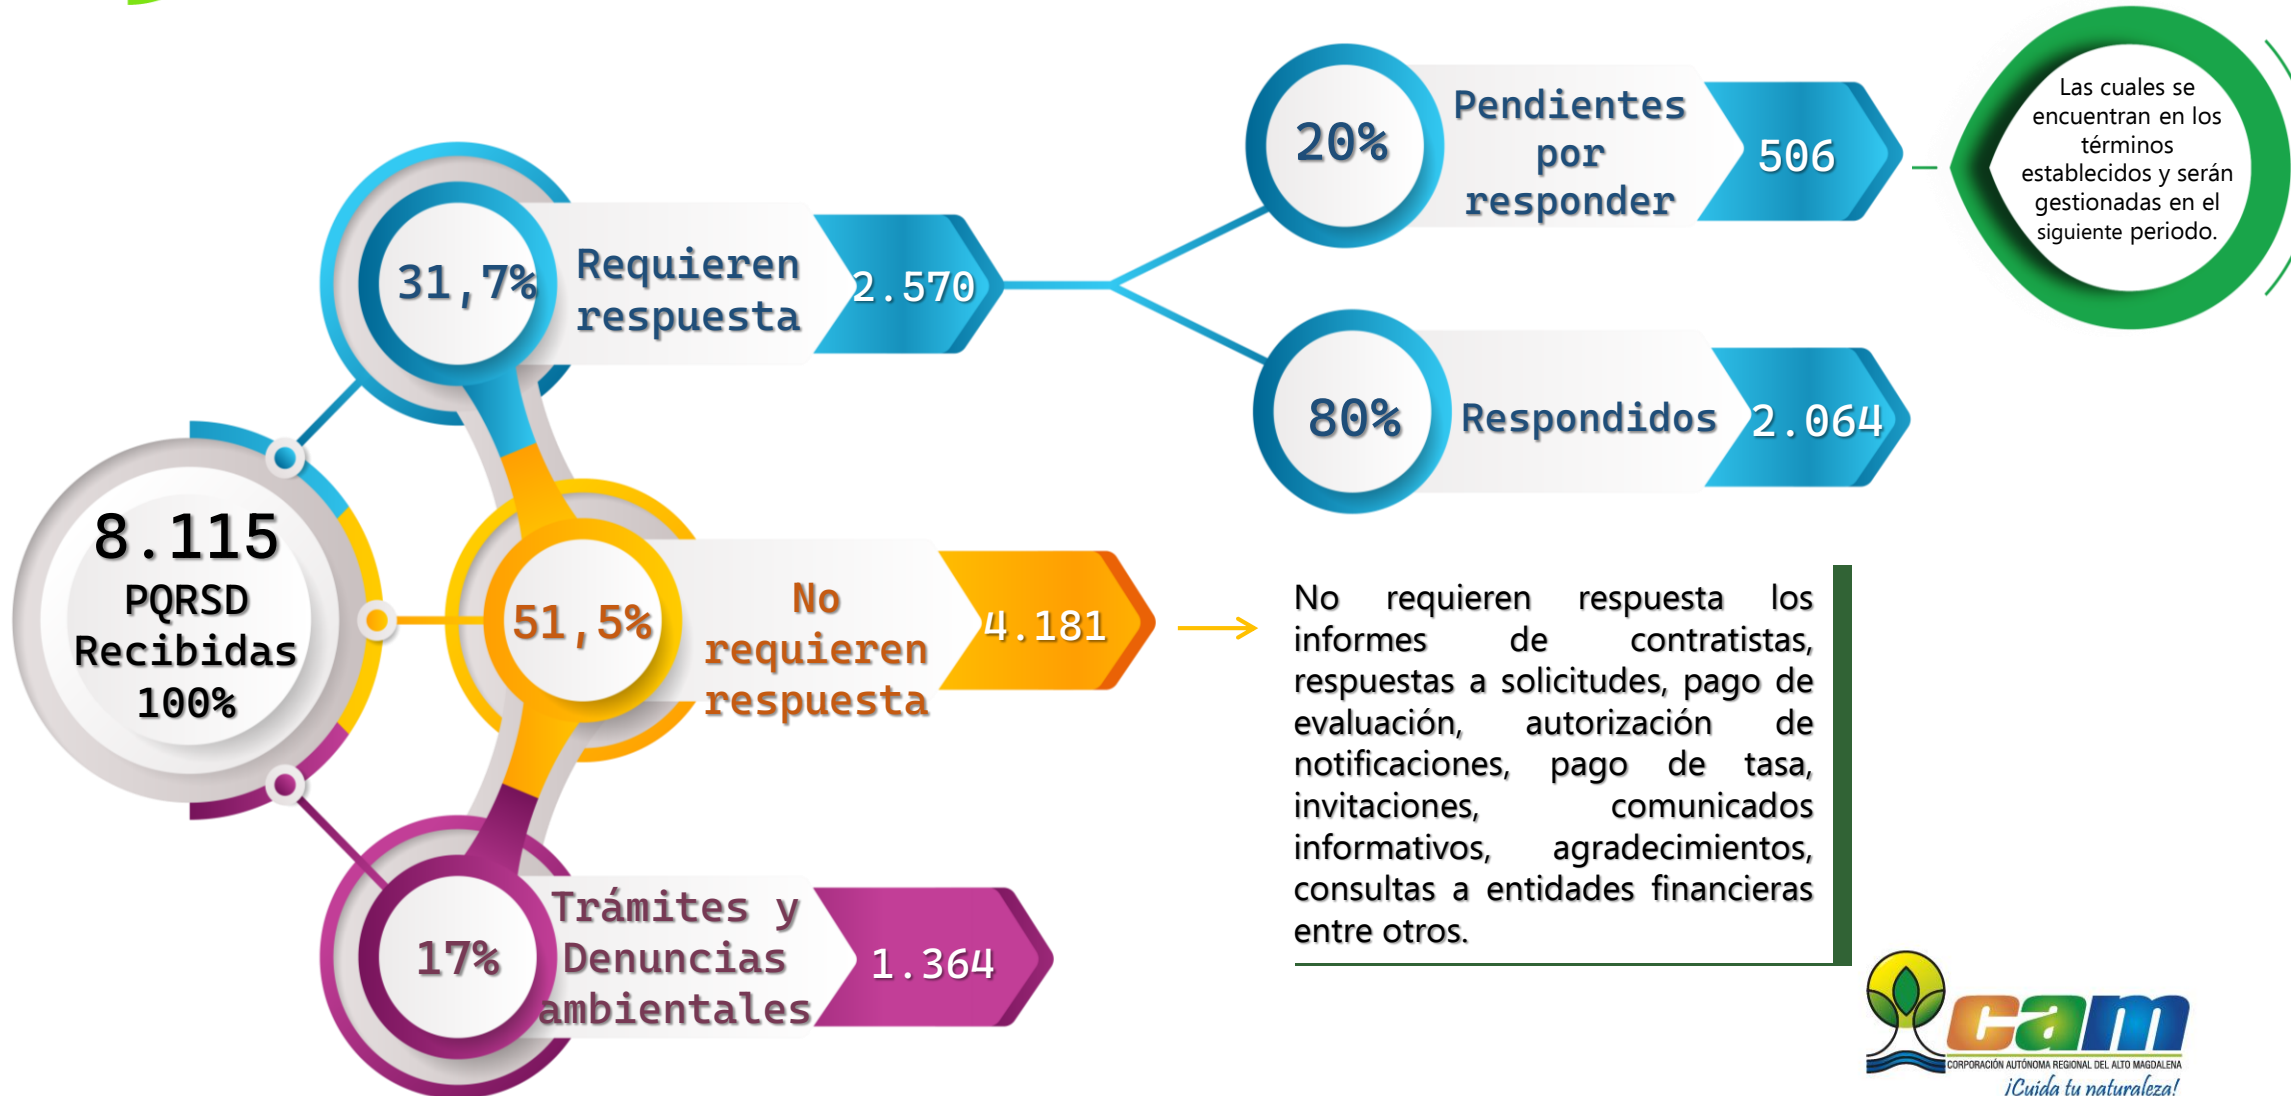 8.115
PQRSD
Recibidas
100%
31,7%
Requieren
respuesta
2.570
20%
Pendientes
por
responder
506
Las cuales se
encuentran en los
términos
establecidos y serán
gestionadas en el
siguiente periodo.
80%
Respondidos
2.064
51,5%
No
requieren
respuesta
4.181
No requieren respuesta los
informes de contratistas,
respuestas a solicitudes, pago de
evaluación, autorización de
notificaciones, pago de tasa,
invitaciones, comunicados
informativos, agradecimientos,
consultas a entidades financieras
entre otros.
17%
Trámites y
Denuncias
ambientales
1.364
cam
CORPORACIÓN AUTÓNOMA REGIONAL DEL ALTO MAGDALENA
¡Cuida tu naturaleza!